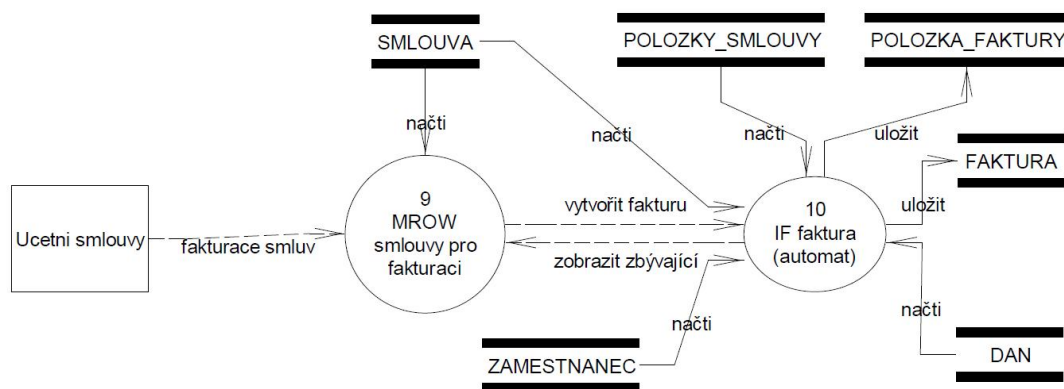 SMLOUVA
POLOZKY_SMLOUVY
POLOZKA_FAKTURY
načti
načti
načti
uložit
FAKTURA
Ucetni smlouvy
fakturace smluv
9
MROW
smlouvy pro
fakturaci
vytvořit fakturu
zobrazit zbývající
10
IF faktura
(automat)
uložit
načti
načti
ZAMESTNANEC
DAN